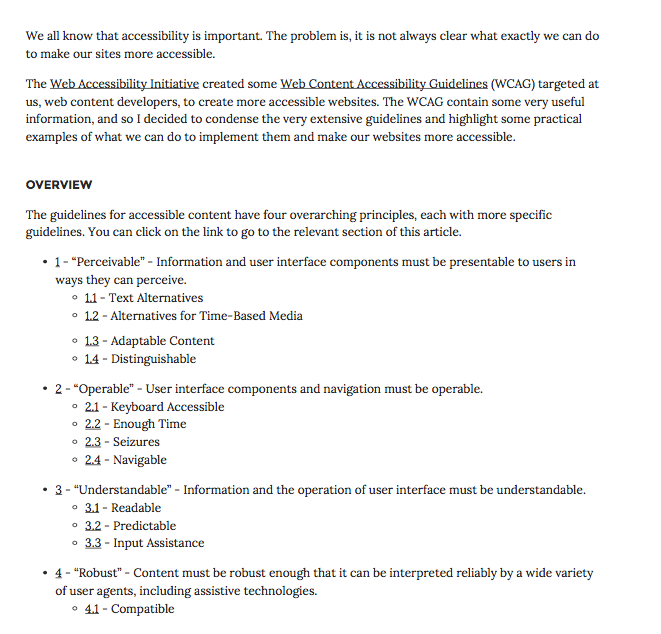 We all know that accessibility is important. The problem is, it is not always clear what exactly we can do
to make our sites more accessible.
The Web Accessibility Initiative created some Web Content Accessibility Guidelines (WCAG) targeted at
us, web content developers, to create more accessible websites. The WCAG contain some very useful
information, and so I decided to condense the very extensive guidelines and highlight some practical
examples of what we can do to implement them and make our websites more accessible.
OVERVIEW
The guidelines for accessible content have four overarching principles, each with more specific
guidelines. You can click on the link to go to the relevant section of this article.
• 1 – “Perceivable” – Information and user interface components must be presentable to users in
ways they can perceive.
◦ 1.1 – Text Alternatives
◦ 1.2 – Alternatives for Time-Based Media
◦ 1.3 – Adaptable Content
◦ 1.4 – Distinguishable
• 2 – “Operable” – User interface components and navigation must be operable.
◦ 2.1 – Keyboard Accessible
◦ 2.2 – Enough Time
◦ 2.3 – Seizures
◦ 2.4 – Navigable
• 3 – “Understandable” – Information and the operation of user interface must be understandable.
◦ 3.1 – Readable
◦ 3.2 – Predictable
◦ 3.3 – Input Assistance
• 4 – “Robust” – Content must be robust enough that it can be interpreted reliably by a wide variety
of user agents, including assistive technologies.
◦ 4.1 – Compatible